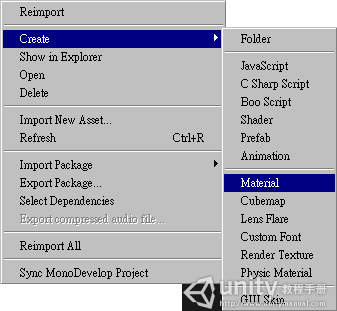 Reimport
Create
Show in Explorer
Open
Delete
Import New Asset...
Refresh Ctrl+R
Import Package
Export Package...
Select Dependencies
Export compressed audio file...
Reimport All
Sync MonoDevelop Project
Folder
JavaScript
C Sharp Script
Boo Script
Shader
Prefab
Animation
Material
Cubemap
Lens Flare
Custom Font
Render Texture
Physic Material
GUI Skin
unity 教程手册